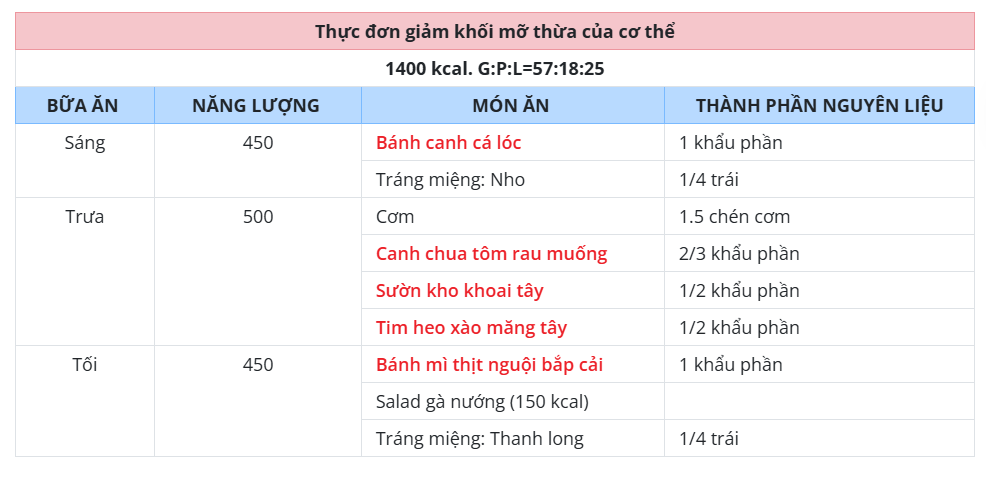 Thực đơn giảm khối mỡ thừa của cơ thể
1400 kcal. G:P:L=57:18:25
BỮA ĂN NĂNG LƯỢNG MÓN ĂN THÀNH PHẦN NGUYÊN LIỆU
Sáng 450 Bánh canh cá lóc 1 khẩu phần
Tráng miệng: Nho 1/4 trái
Trưa 500 Cơm 1.5 chén cơm
Canh chua tôm rau muống 2/3 khẩu phần
Sườn kho khoai tây 1/2 khẩu phần
Tim heo xào măng tây 1/2 khẩu phần
Tối 450 Bánh mì thịt nguội bắp cải 1 khẩu phần
Salad gà nướng (150 kcal)
Tráng miệng: Thanh long 1/4 trái